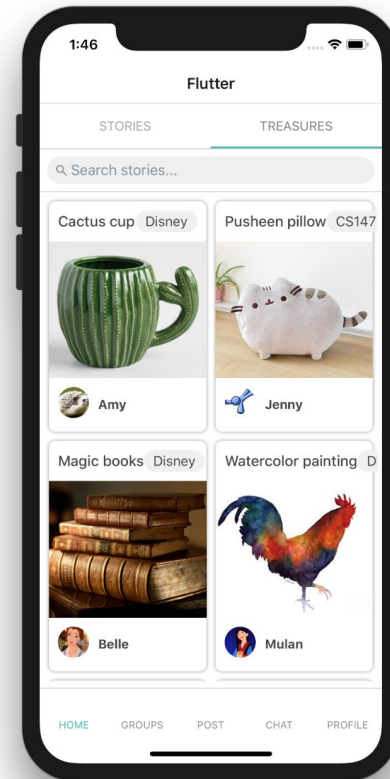 1:46
Flutter
STORIES TREASURES
Search stories...
Cactus cup Disney
Pusheen pillow CS147
Amy
Jenny
Magic books Disney
Watercolor painting D
Belle
Mulan
HOME GROUPS POST CHAT PROFILE